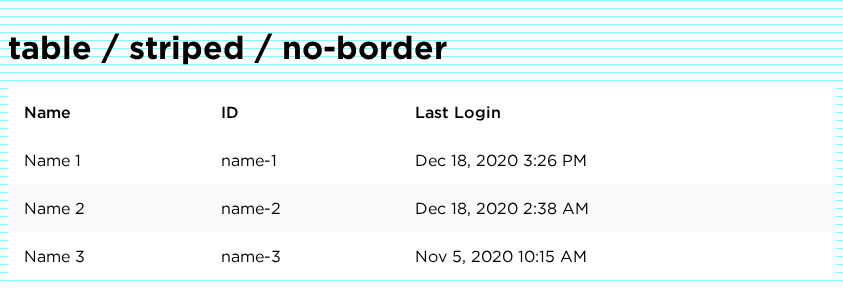 table / striped / no-border
Name ID Last Login
Name 1 name-1 Dec 18, 2020 3:26 PM
Name 2 name-2 Dec 18, 2020 2:38 AM
Name 3 name-3 Nov 5, 2020 10:15 AM